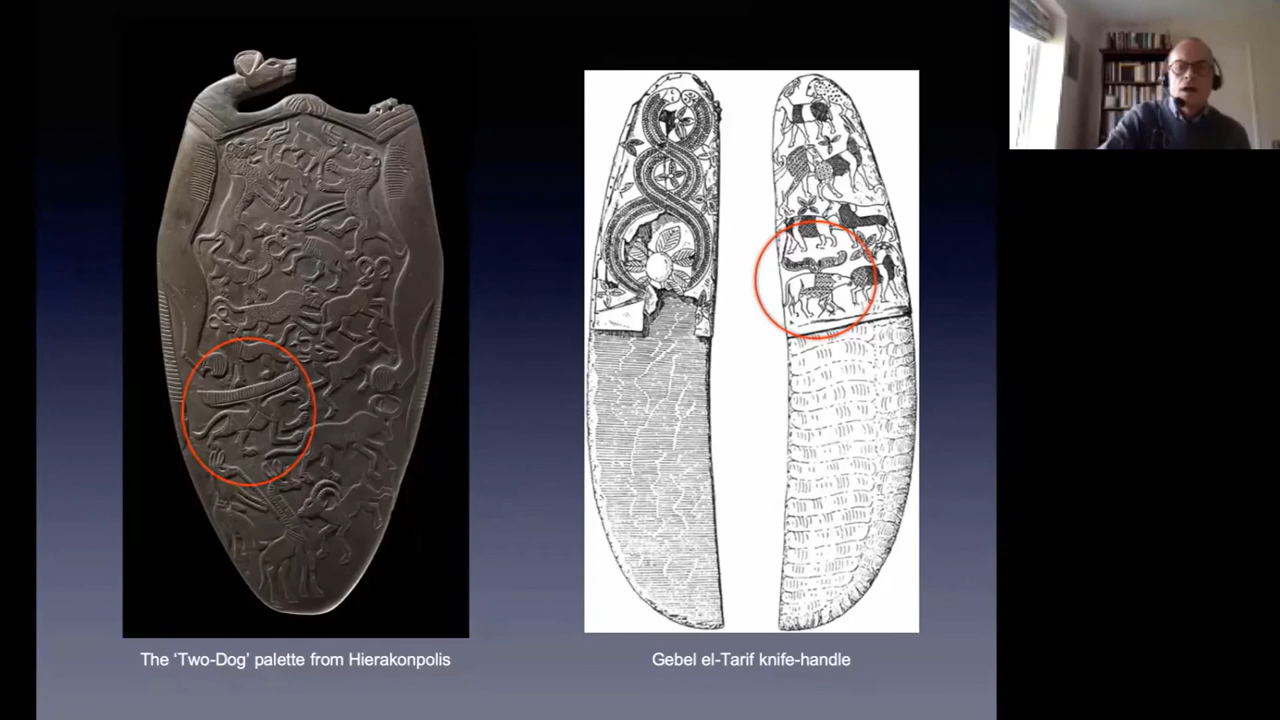 The ‘Two-Dog’ palette from Hierakonpolis
Gebel el-Tarif knife-handle